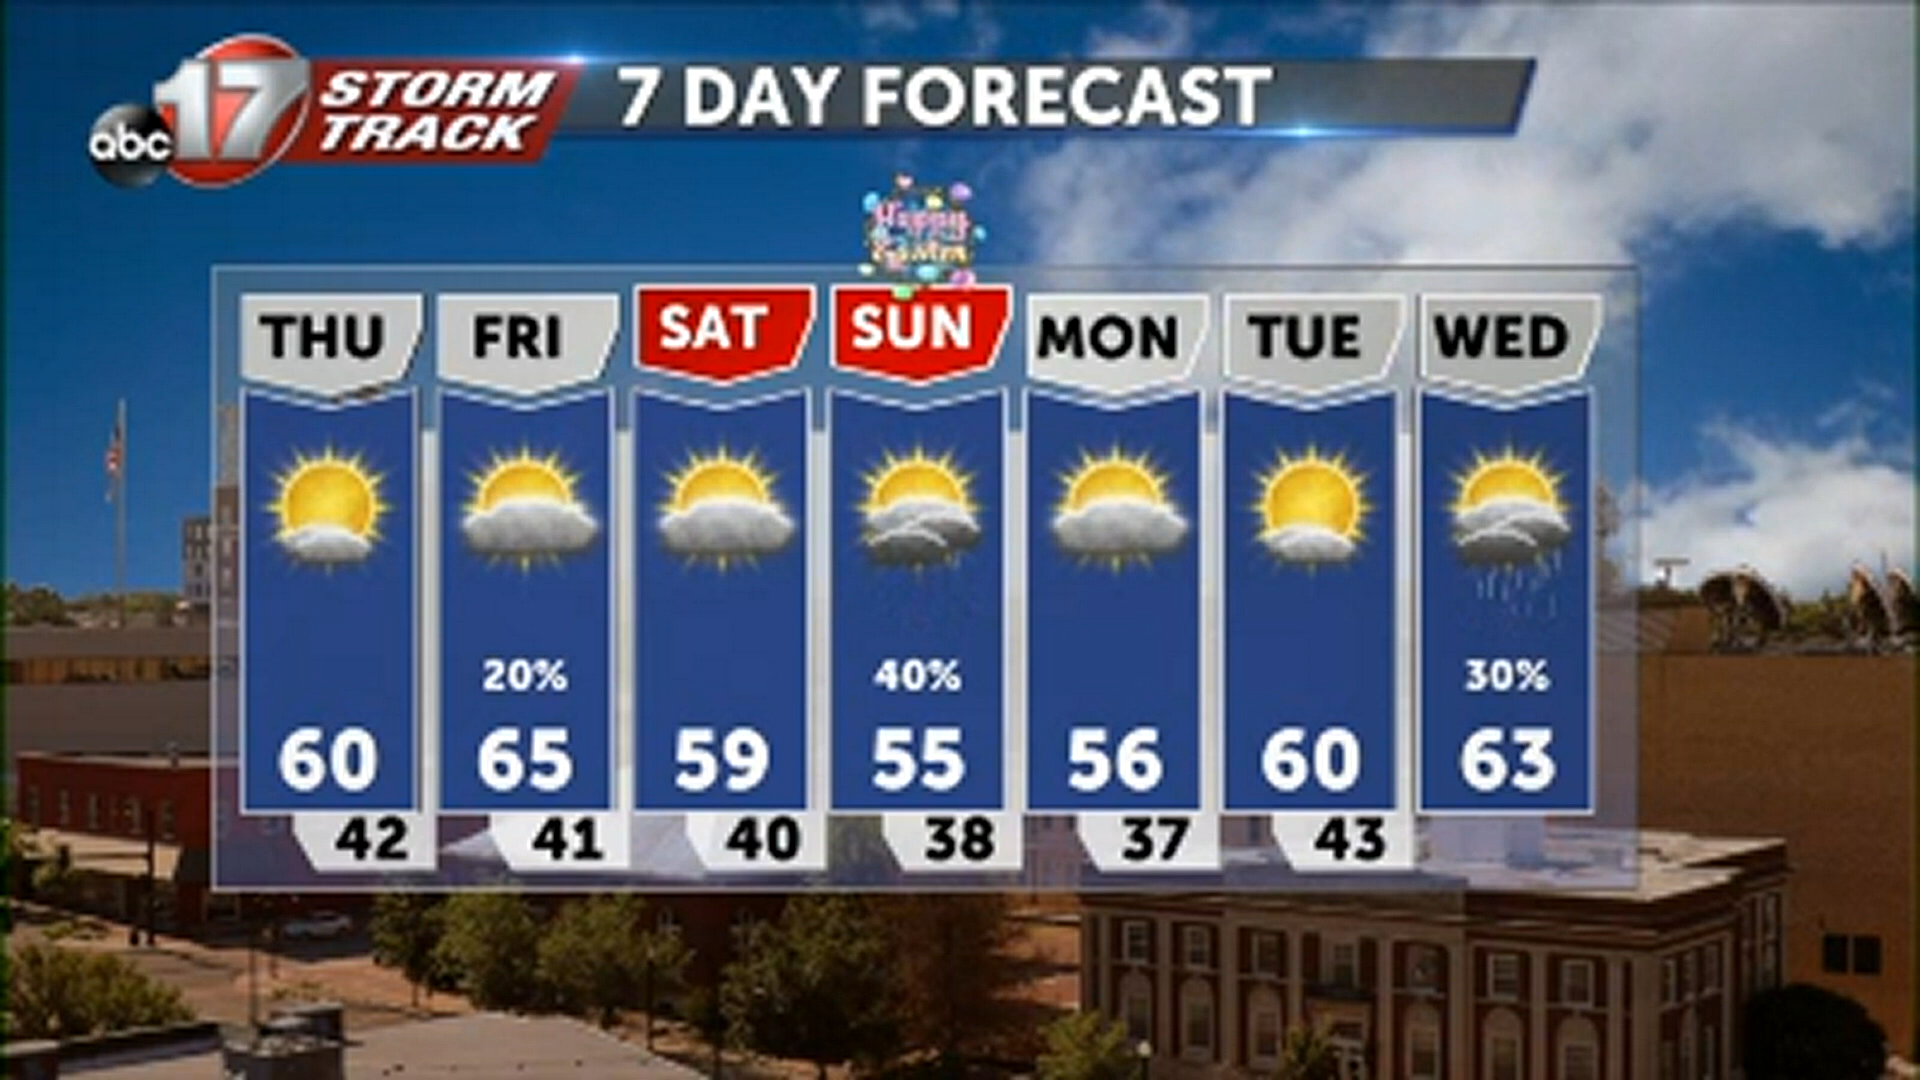 abc 17 STORM TRACK
7 DAY FORECAST
Happy
Easter
THU FRI SAT SUN MON TUE WED
20% 40% 30%
60 65 59 55 56 60 63
42 41 40 38 37 43